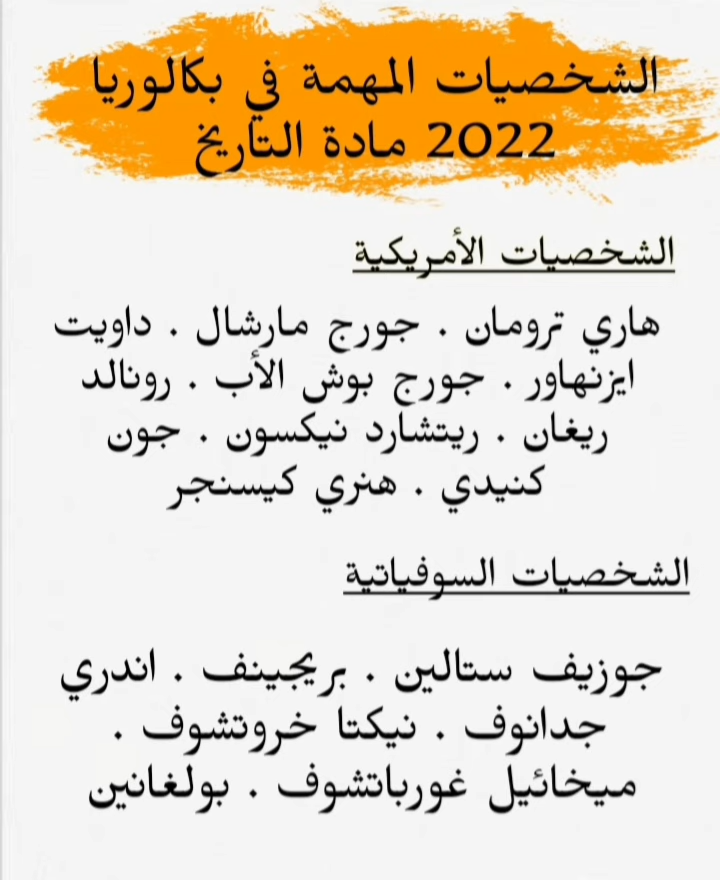 الشخصيات المهمة في بكالوريا
2022 مادة التاريخ
الشخصيات الأمريكية
هاري ترومان . جورج مارشال . داويت
ايزنهاور . جورج بوش الأب . رونالد
ريغان . ريتشارد نيكسون . جون
كنيدي . هنري كيسنجر
الشخصيات السوفياتية
جوزيف ستالين . بريجينف . اندري
جدانوف . نيكتا خروتشوف .
ميخائيل غورباتشوف . بولغانين